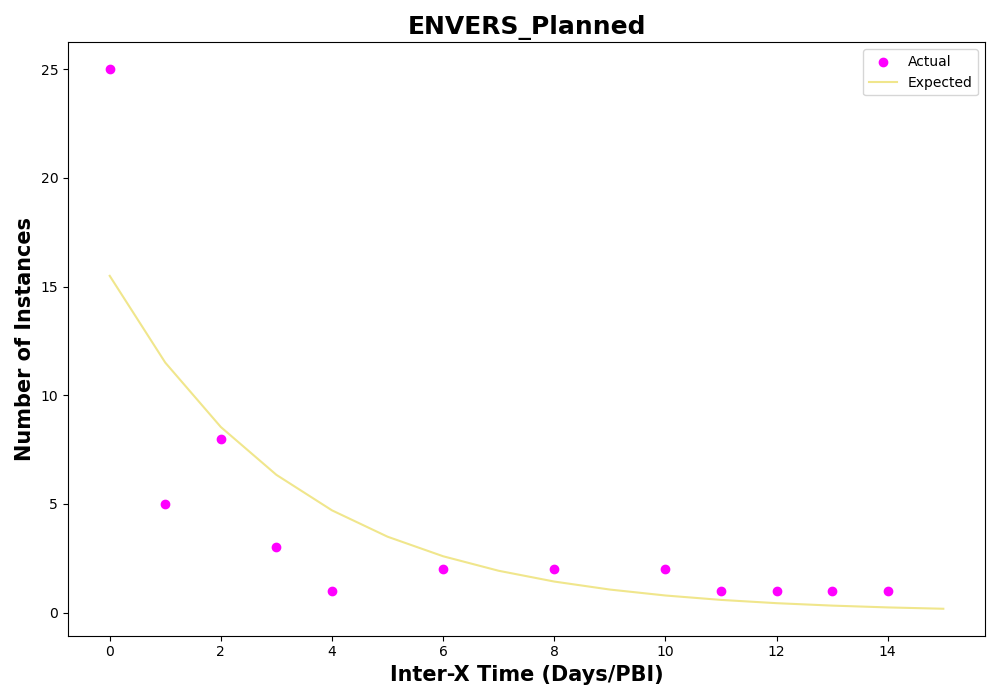 ENVERS_Planned
Actual
Expected
25
20
15
10
5
0
Number of Instances
0 2 4 6 8 10 12 14
Inter-X Time (Days/PBI)